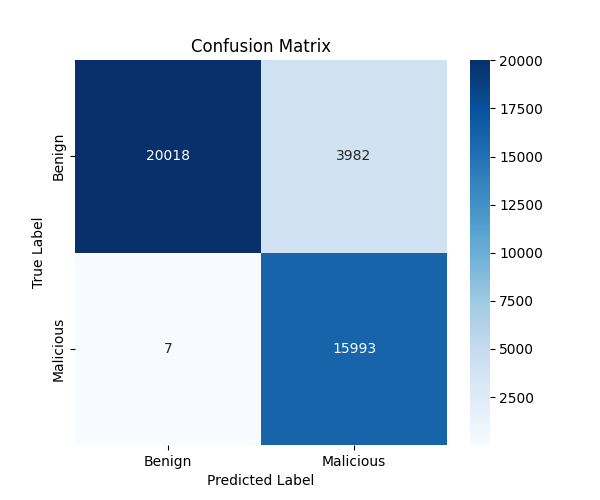 Confusion Matrix
True Label
Benign
Malicious
20018
3982
7
15993
Benign
Malicious
Predicted Label
20000
17500
15000
12500
10000
7500
5000
2500